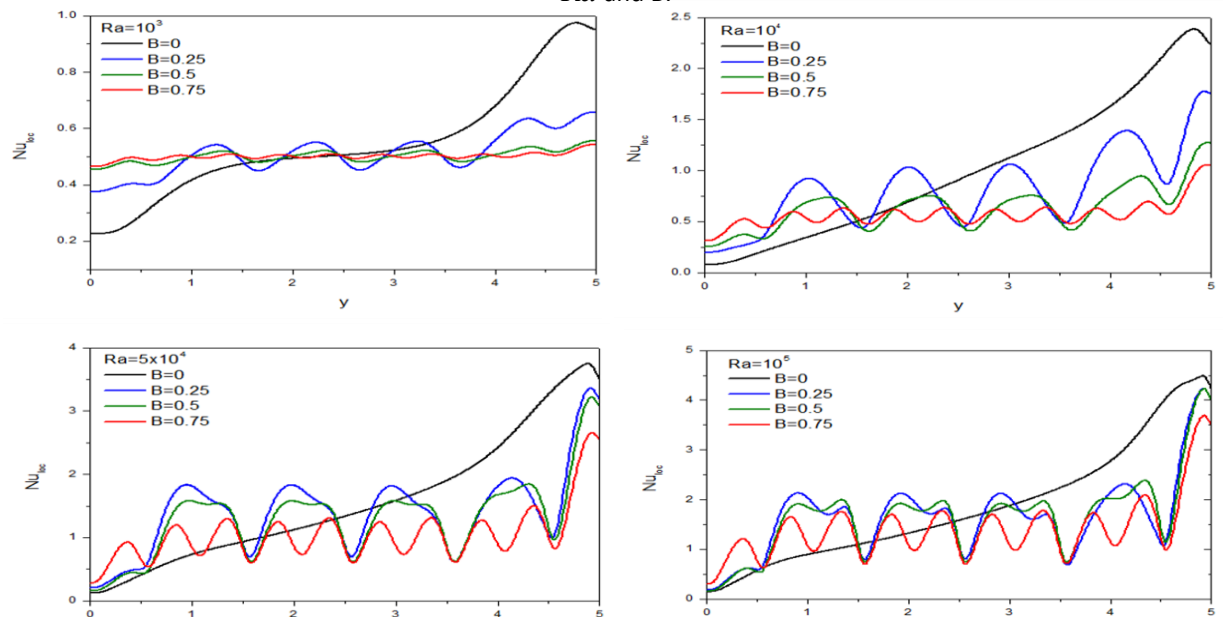 Ra and B.
Ra=10³
B=0
B=0.25
B=0.5
B=0.75
Nu_loc
1.0
0.8
0.6
0.4
0.2
0 1 2 3 4 5
y
Ra=10⁴
B=0
B=0.25
B=0.5
B=0.75
Nu_loc
2.5
2.0
1.5
1.0
0.5
0.0
0 1 2 3 4 5
y
Ra=5x10⁴
B=0
B=0.25
B=0.5
B=0.75
Nu_loc
4
3
2
1
0
0 1 2 3 4 5
Ra=10⁵
B=0
B=0.25
B=0.5
B=0.75
Nu_loc
5
4
3
2
1
0
0 1 2 3 4 5